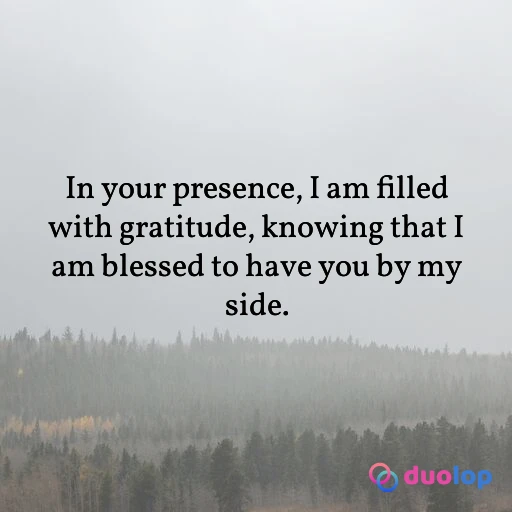 In your presence, I am filled
with gratitude, knowing that I
am blessed to have you by my
side.
duolop